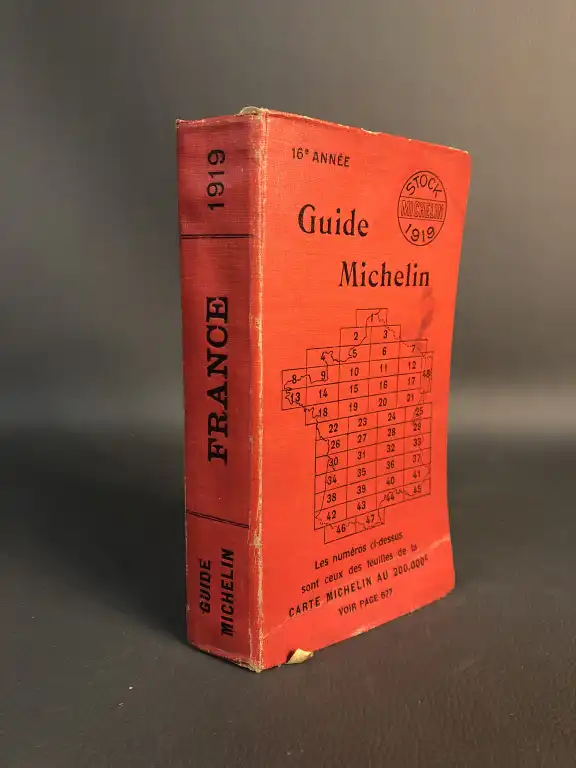 1919
FRANCE
GUIDE
MICHELIN
16e ANNÉE
STOCK
MICHELIN
1919
Guide
Michelin
1
2 3
4 5 6 7
8 9 10 11 12 48
13 14 15 16 17
18 19 20 21
22 23 24 25
26 27 28 29
30 31 32 33
34 35 36 37
38 39 40 41
42 43 44 45
46 47
Les numéros ci-dessus
sont ceux des feuilles de la
CARTE MICHELIN AU 200.000e
VOIR PAGE 627